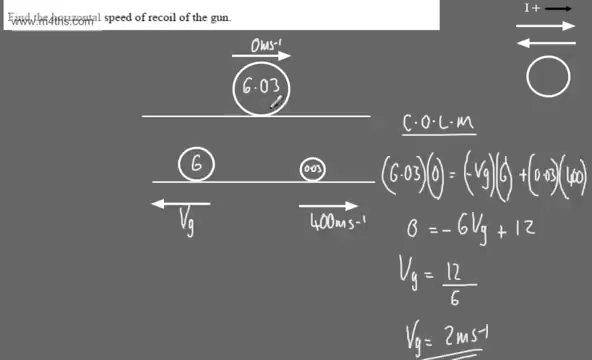 Find the horizontal speed of recoil of the gun.
www.m4ths.com
1+
0ms-1
6.03
C.O.L.M
6
0.03
(6.03)(0) = (-Vg)(6) + (0.03)(400)
Vg
400ms-1
0 = -6Vg + 12
Vg = 12
6
Vg = 2ms-1